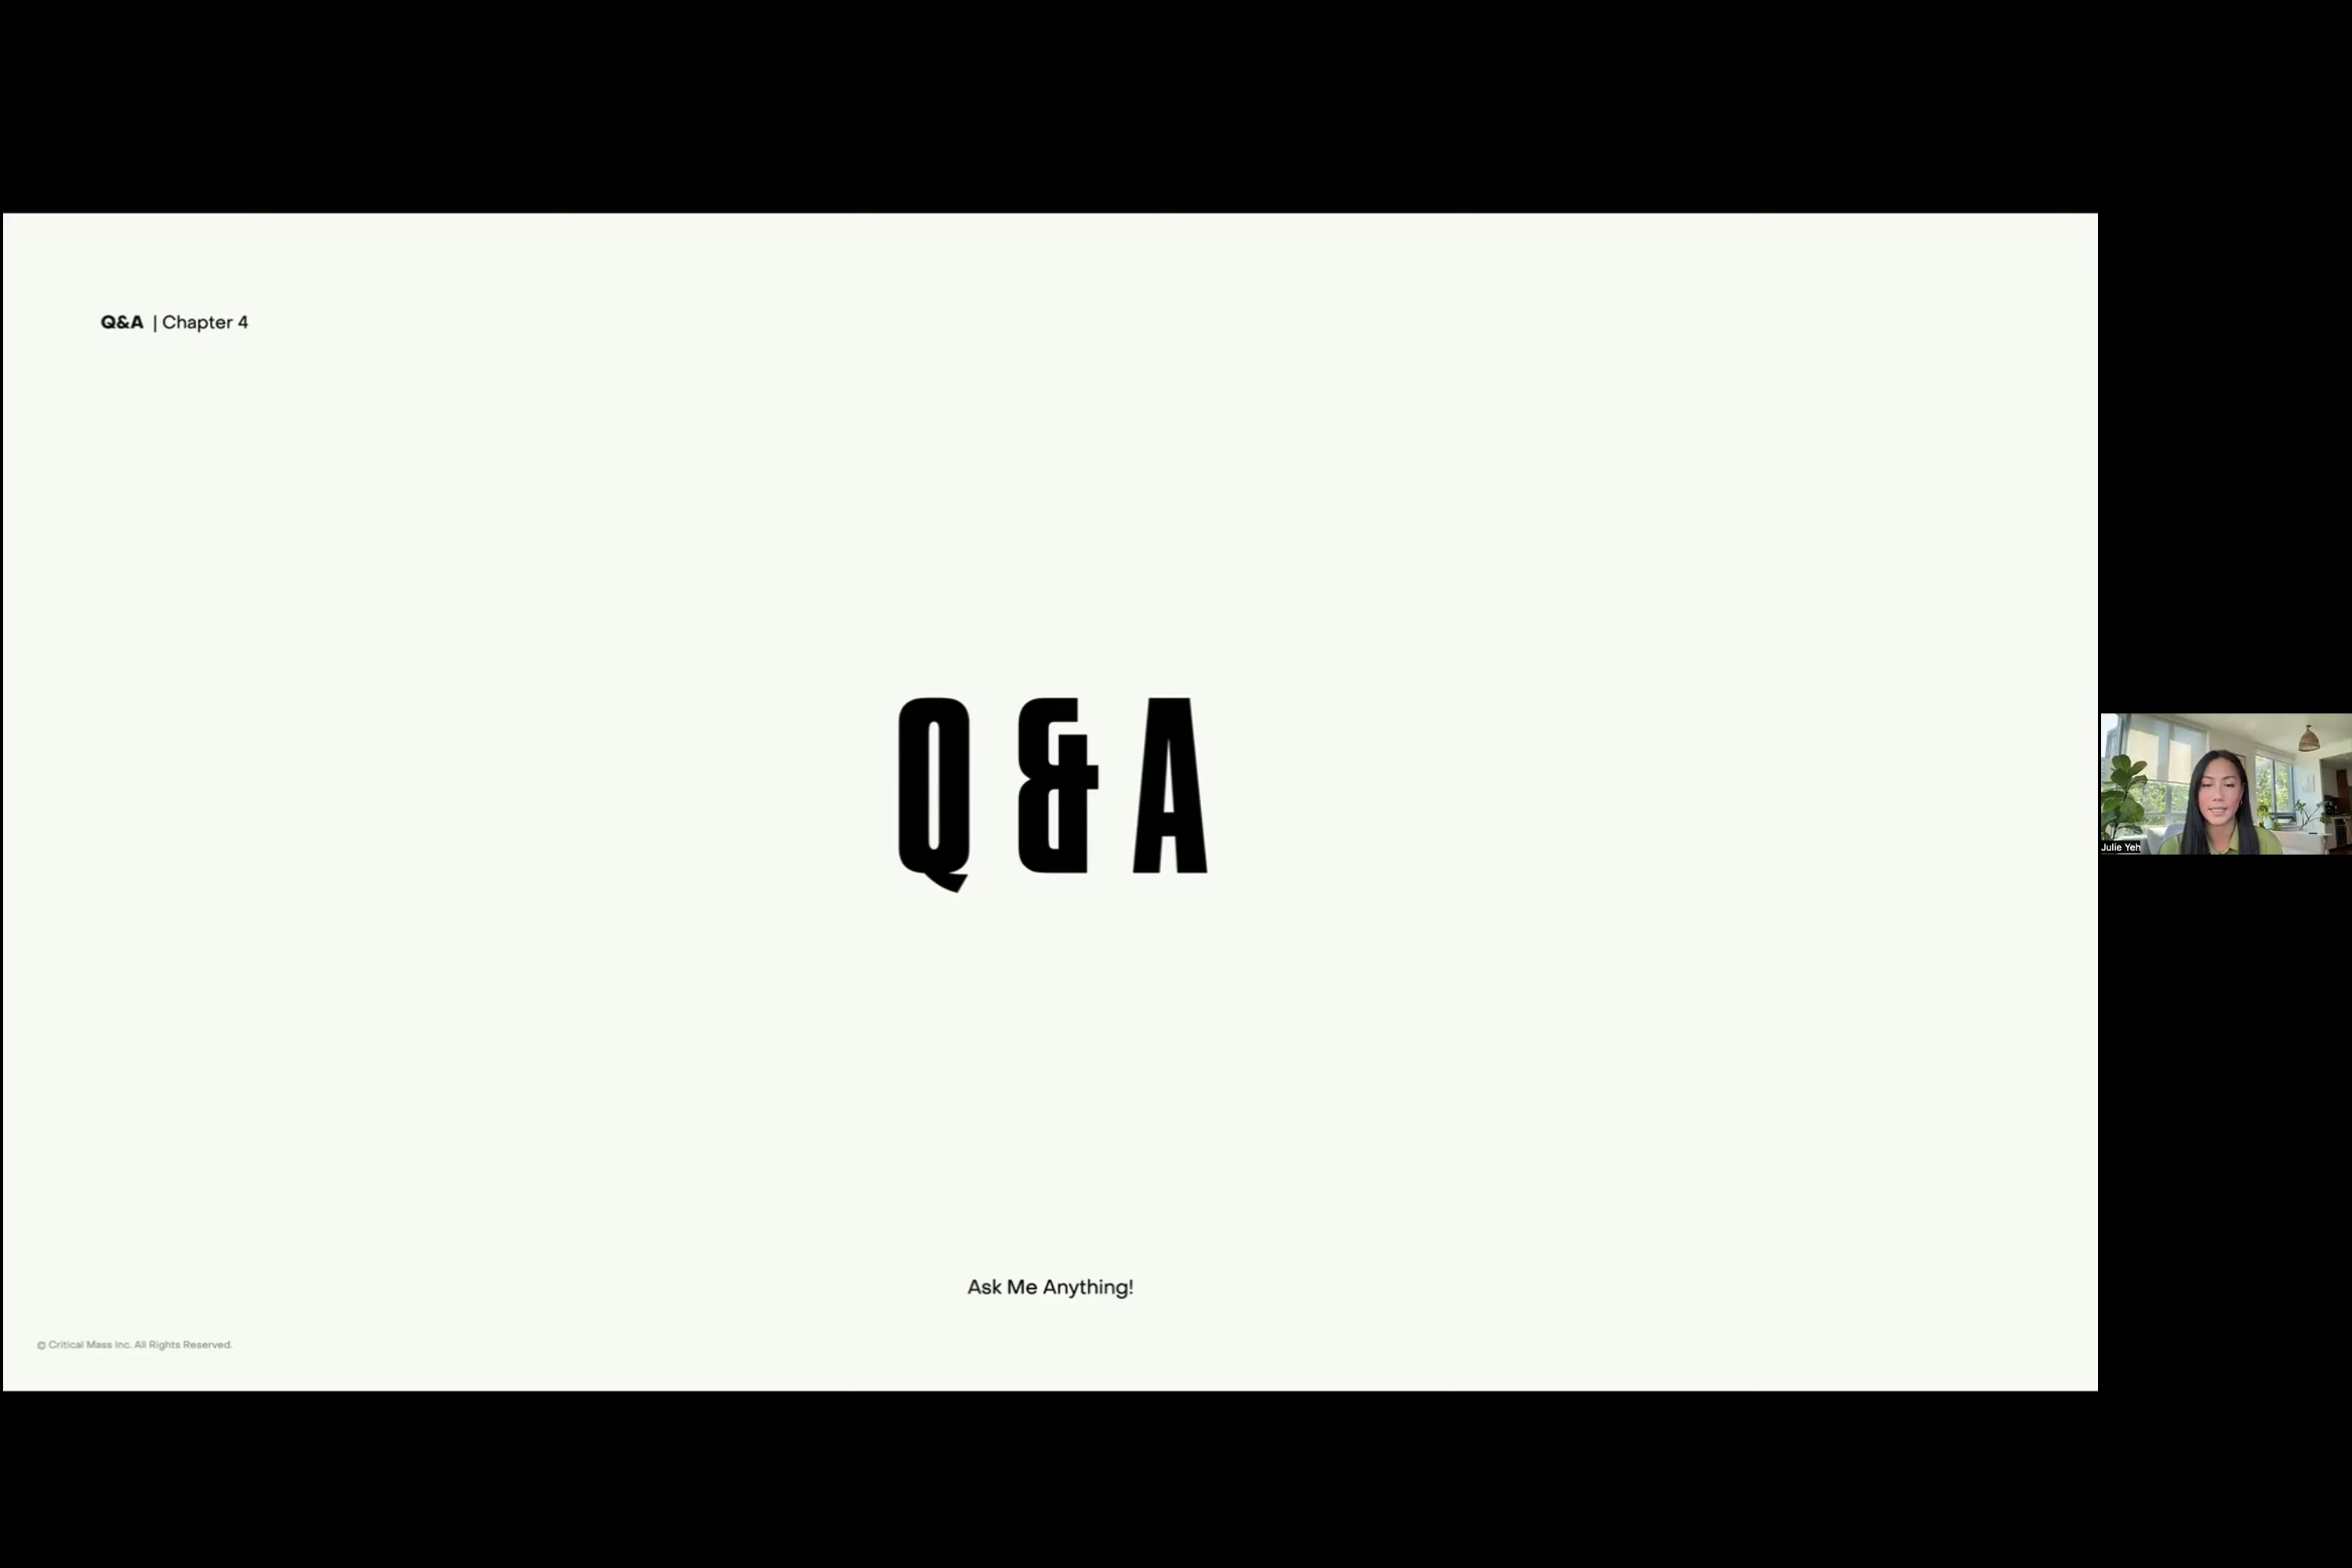 Q&A | Chapter 4
Q & A
Ask Me Anything!
© Critical Mass Inc. All Rights Reserved.
Julie Yeh